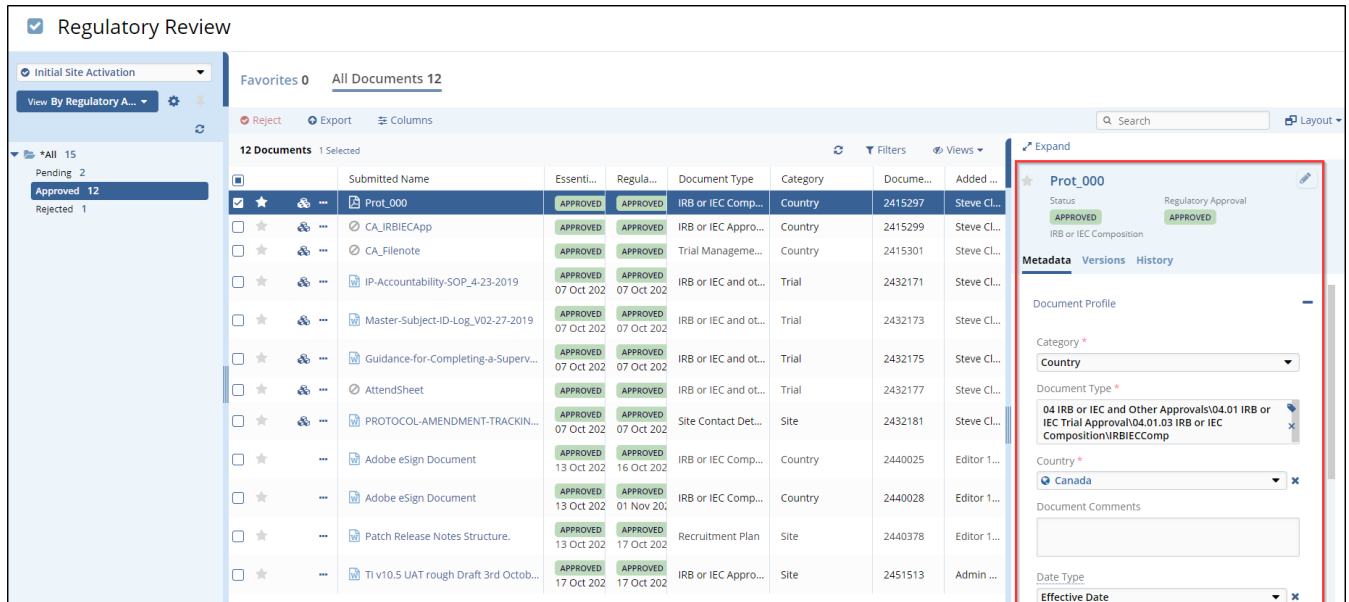 Regulatory Review
Initial Site Activation
View By Regulatory A...
*All 15
Pending 2
Approved 12
Rejected 1
Favorites 0 All Documents 12
Reject Export Columns Search Layout
12 Documents 1 Selected Filters Views
Submitted Name Essenti... Regula... Document Type Category Docume... Added ...
Prot_000 APPROVED APPROVED IRB or IEC Comp... Country 2415297 Steve Cl...
CA_IRBIECApp APPROVED APPROVED IRB or IEC Appro... Country 2415299 Steve Cl...
CA_Filenote APPROVED APPROVED Trial Manageme... Country 2415301 Steve Cl...
IP-Accountability-SOP_4-23-2019 APPROVED APPROVED IRB or IEC and ot... Trial 2432171 Steve Cl...
07 Oct 202 07 Oct 202
Master-Subject-ID-Log_V02-27-2019 APPROVED APPROVED IRB or IEC and ot... Trial 2432173 Steve Cl...
07 Oct 202 07 Oct 202
Guidance-for-Completing-a-Superv... APPROVED APPROVED IRB or IEC and ot... Trial 2432175 Steve Cl...
07 Oct 202 07 Oct 202
AttendSheet APPROVED APPROVED IRB or IEC and ot... Trial 2432177 Steve Cl...
PROTOCOL-AMENDMENT-TRACKIN... APPROVED APPROVED Site Contact Det... Site 2432181 Steve Cl...
07 Oct 202 07 Oct 202
Adobe eSign Document APPROVED APPROVED IRB or IEC Comp... Country 2440025 Editor 1...
13 Oct 202 16 Oct 202
Adobe eSign Document APPROVED APPROVED IRB or IEC Comp... Country 2440028 Editor 1...
13 Oct 202 01 Nov 202
Patch Release Notes Structure. APPROVED APPROVED Recruitment Plan Site 2440378 Editor 1...
13 Oct 202 17 Oct 202
TI v10.5 UAT rough Draft 3rd Octob... APPROVED APPROVED IRB or IEC Appro... Site 2451513 Admin ...
17 Oct 202 17 Oct 202
Expand
Prot_000
Status Regulatory Approval
APPROVED APPROVED
IRB or IEC Composition
Metadata Versions History
Document Profile
Category *
Country
Document Type *
04 IRB or IEC and Other Approvals\04.01 IRB or
IEC Trial Approval\04.01.03 IRB or IEC
Composition\IRBIECComp
Country *
Canada
Document Comments
Date Type
Effective Date